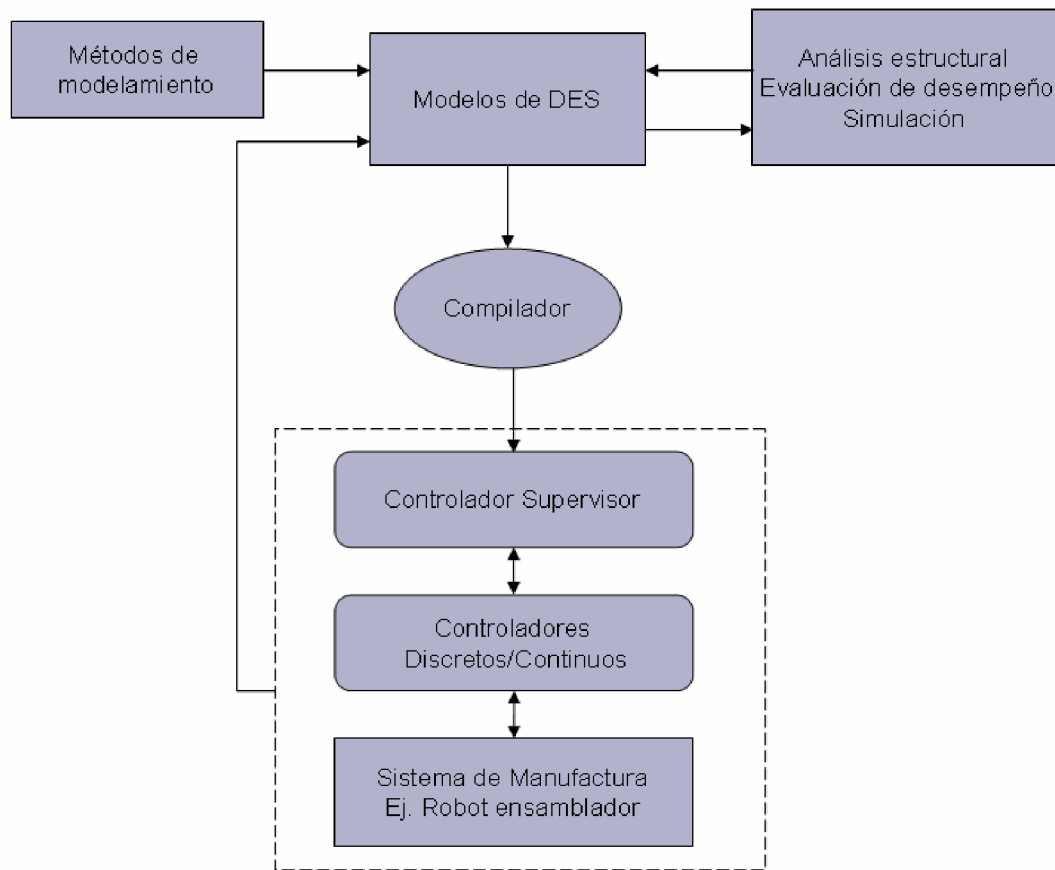 Métodos de
modelamiento
Modelos de DES
Análisis estructural
Evaluación de desempeño
Simulación
Compilador
Controlador Supervisor
Controladores
Discretos/Continuos
Sistema de Manufactura
Ej. Robot ensamblador